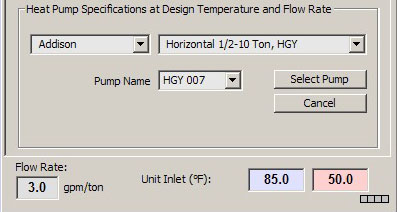 Heat Pump Specifications at Design Temperature and Flow Rate
Addison
Horizontal 1/2-10 Ton, HGY
Pump Name
HGY 007
Select Pump
Cancel
Flow Rate:
3.0 gpm/ton
Unit Inlet (ºF):
85.0
50.0